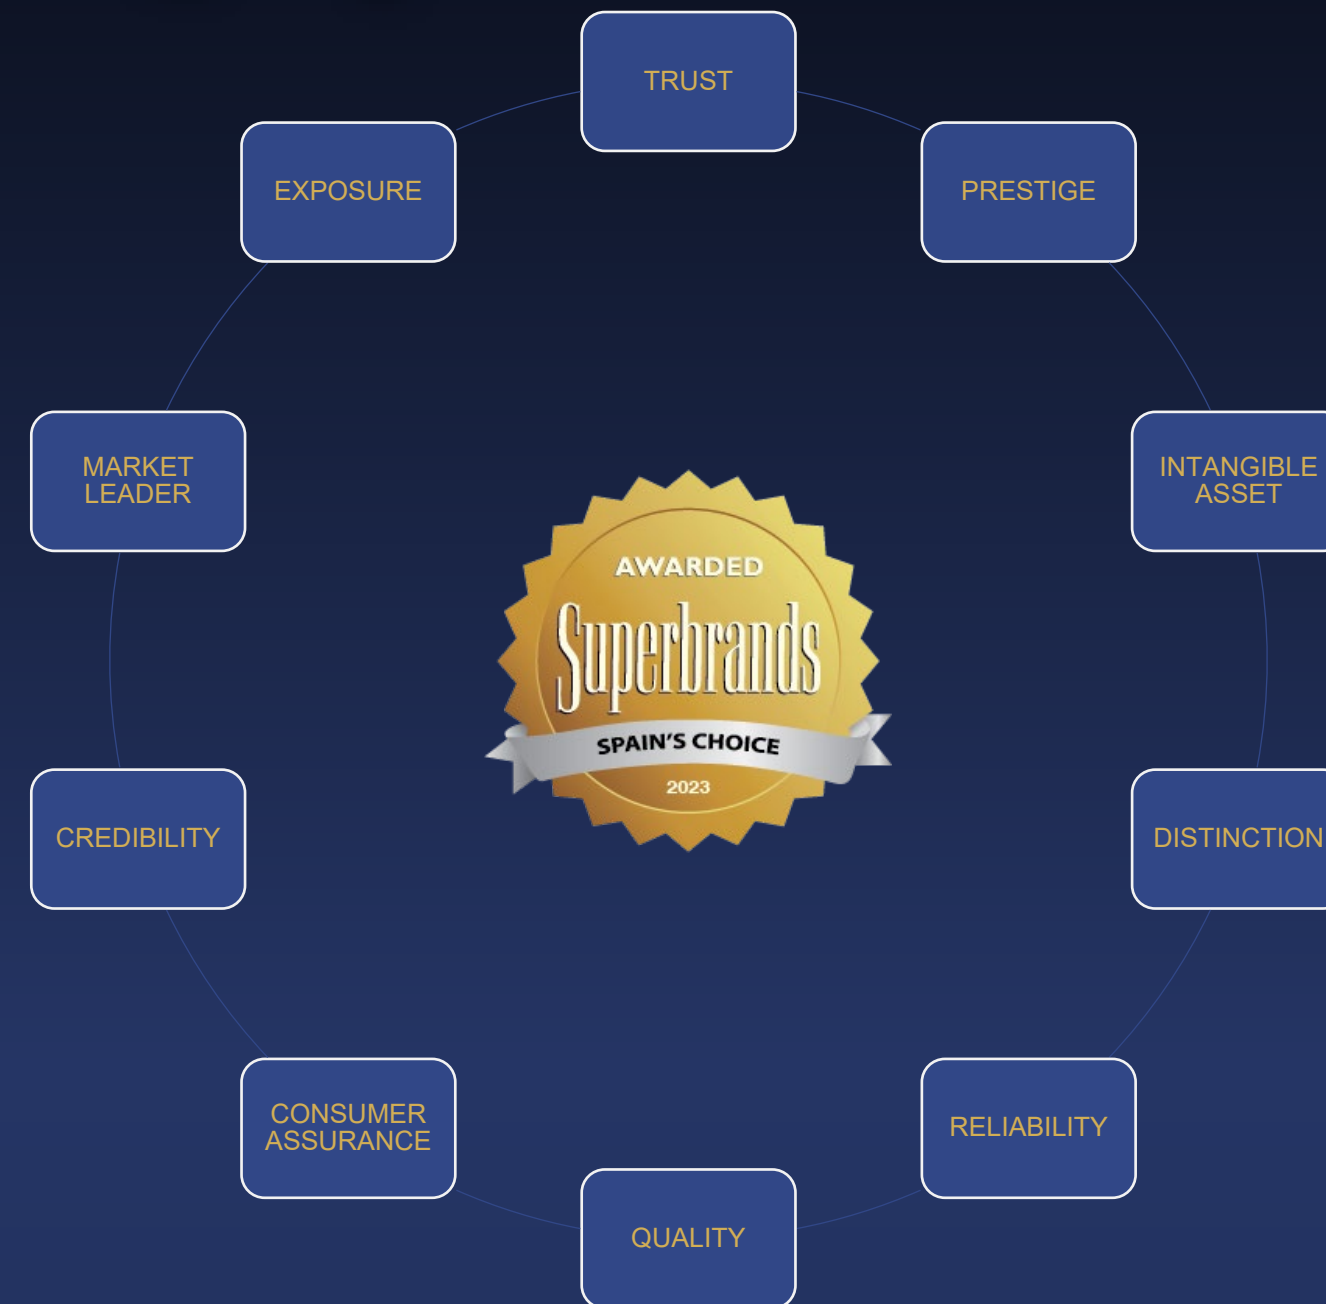 TRUST
EXPOSURE
PRESTIGE
MARKET
LEADER
INTANGIBLE
ASSET
AWARDED
Superbrands
SPAIN'S CHOICE
2023
CREDIBILITY
DISTINCTION
CONSUMER
ASSURANCE
RELIABILITY
QUALITY